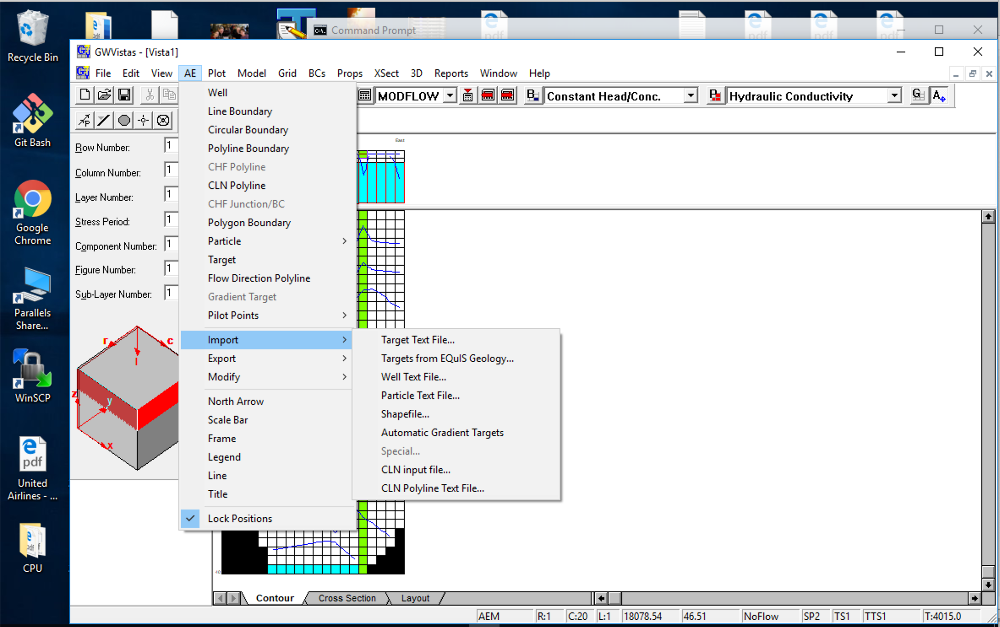 Command Prompt
pdf
pdf
pdf
pdf
GWVistas - [Vista1]
File Edit View AE Plot Model Grid BCs Props XSect 3D Reports Window Help
MODFLOW
Constant Head/Conc.
Hydraulic Conductivity
Recycle Bin
Git Bash
Google
Chrome
Parallels
Share...
WinSCP
pdf
United
Airlines - ...
CPU
Row Number: 1
Column Number: 1
Layer Number: 1
Stress Period: 1
Component Number: 1
Figure Number: 1
Sub-Layer Number: 1
r
c
l
z
y
x
Well
Line Boundary
Circular Boundary
Polyline Boundary
CHF Polyline
CLN Polyline
CHF Junction/BC
Polygon Boundary
Particle
Target
Flow Direction Polyline
Gradient Target
Pilot Points
Import
Export
Modify
North Arrow
Scale Bar
Frame
Legend
Line
Title
Lock Positions
Target Text File...
Targets from EQuIS Geology...
Well Text File...
Particle Text File...
Shapefile...
Automatic Gradient Targets
Special...
CLN input file...
CLN Polyline Text File...
East
40
Contour Cross Section Layout
AEM R:1 C:20 L:1 18078.54 46.51 NoFlow SP2 TS1 TTS1 T:4015.0